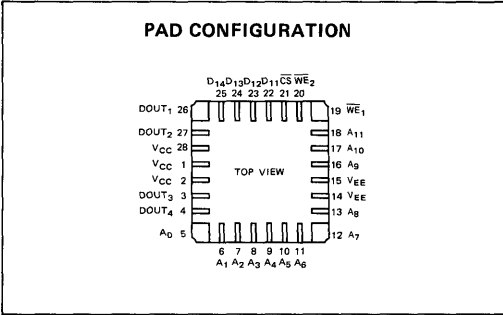 PAD CONFIGURATION
D14 D13 D12 D11 CS WE2
25 24 23 22 21 20
DOUT1 26
19 WE1
DOUT2 27
18 A11
VCC 28
17 A10
VCC 1
16 A9
VCC 2
TOP VIEW
15 VEE
DOUT3 3
14 VEE
DOUT4 4
13 A8
AD 5
12 A7
6 7 8 9 10 11
A1 A2 A3 A4 A5 A6